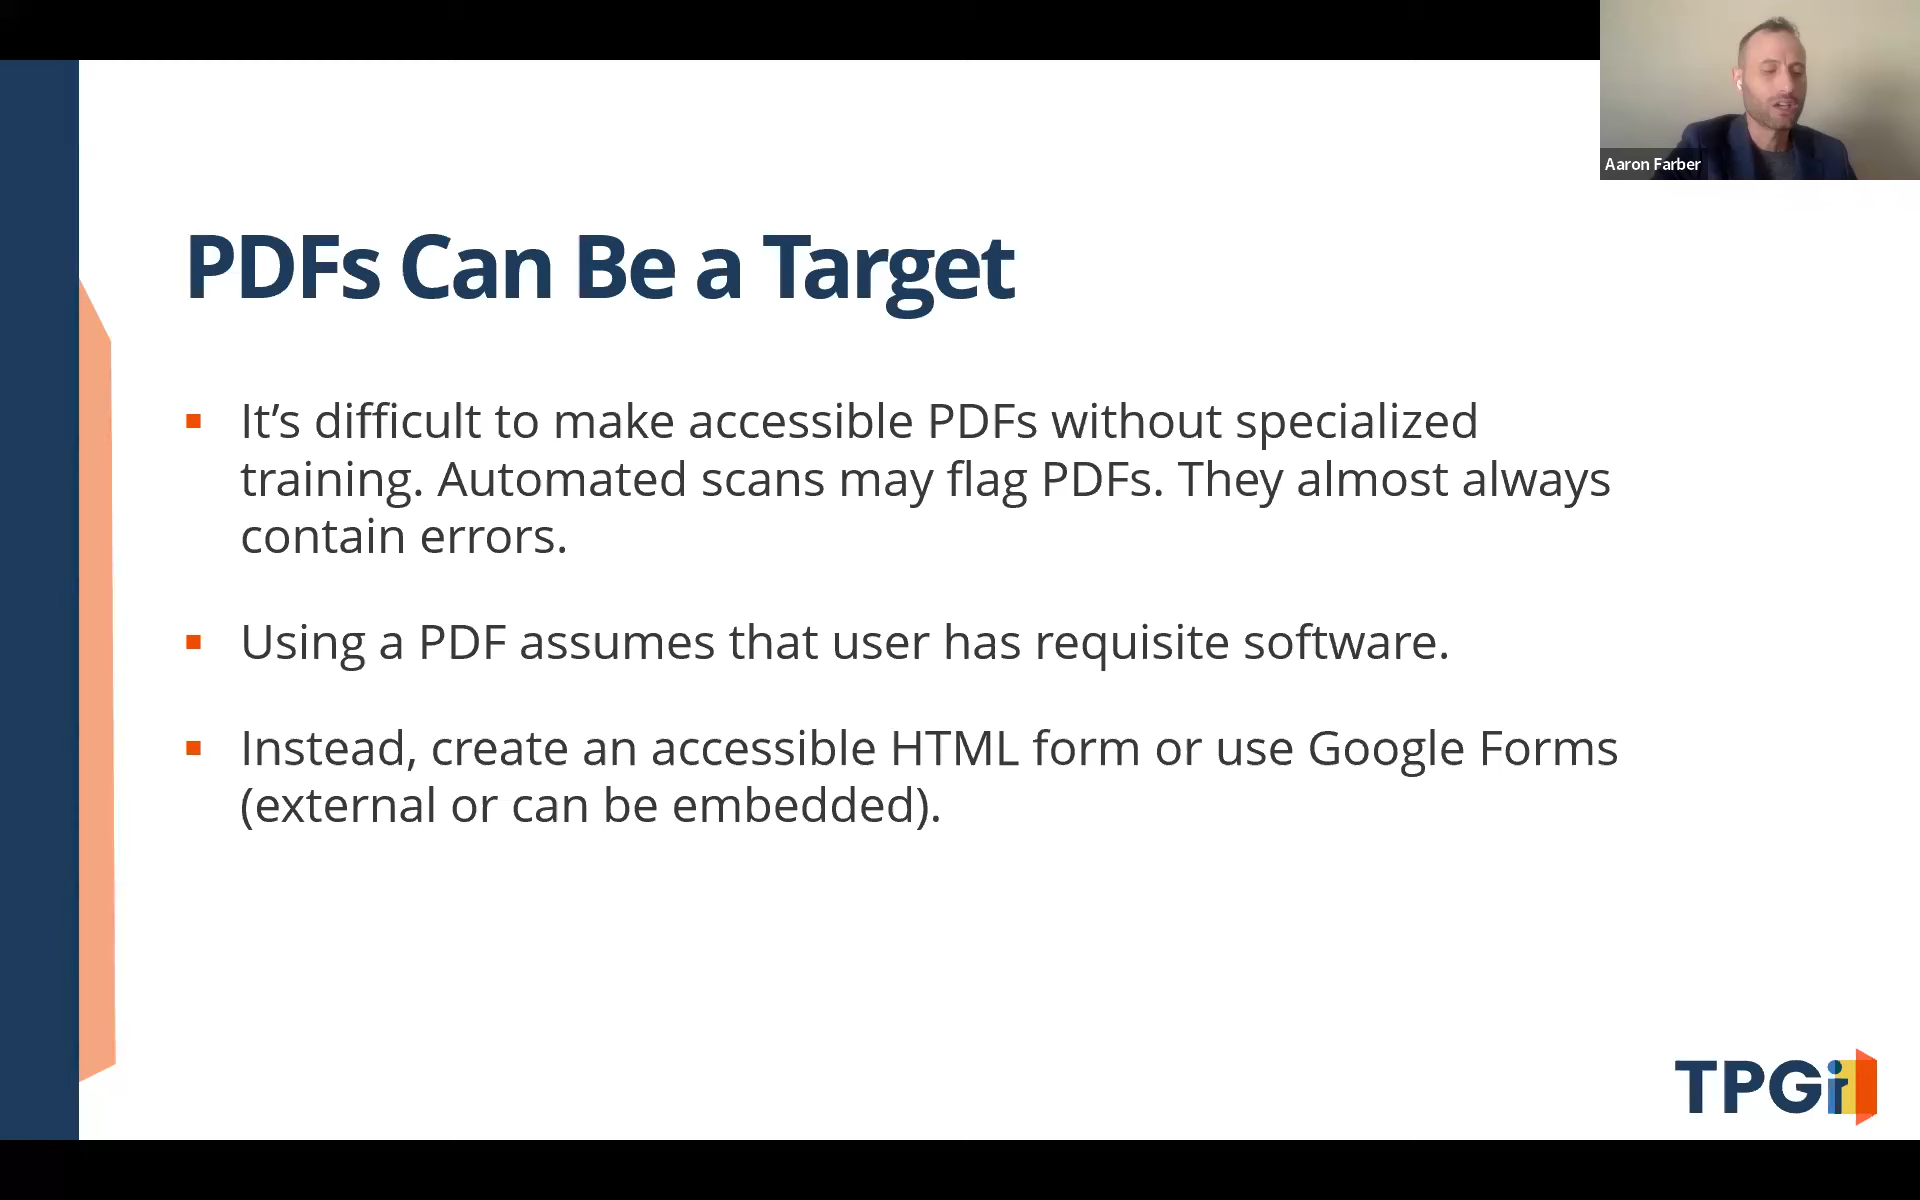 Aaron Farber
PDFs Can Be a Target
It’s difficult to make accessible PDFs without specialized
training. Automated scans may flag PDFs. They almost always
contain errors.
Using a PDF assumes that user has requisite software.
Instead, create an accessible HTML form or use Google Forms
(external or can be embedded).
TPGi